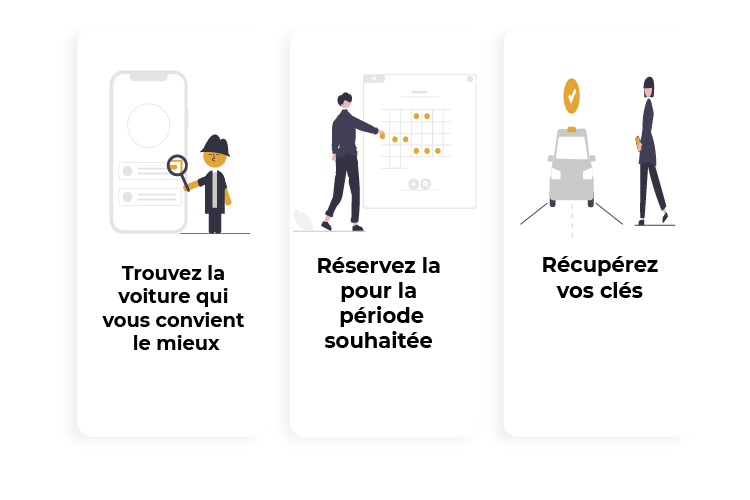 Trouvez la
voiture qui
vous convient
le mieux
Réservez la
pour la
période
souhaitée
Récupérez
vos clés